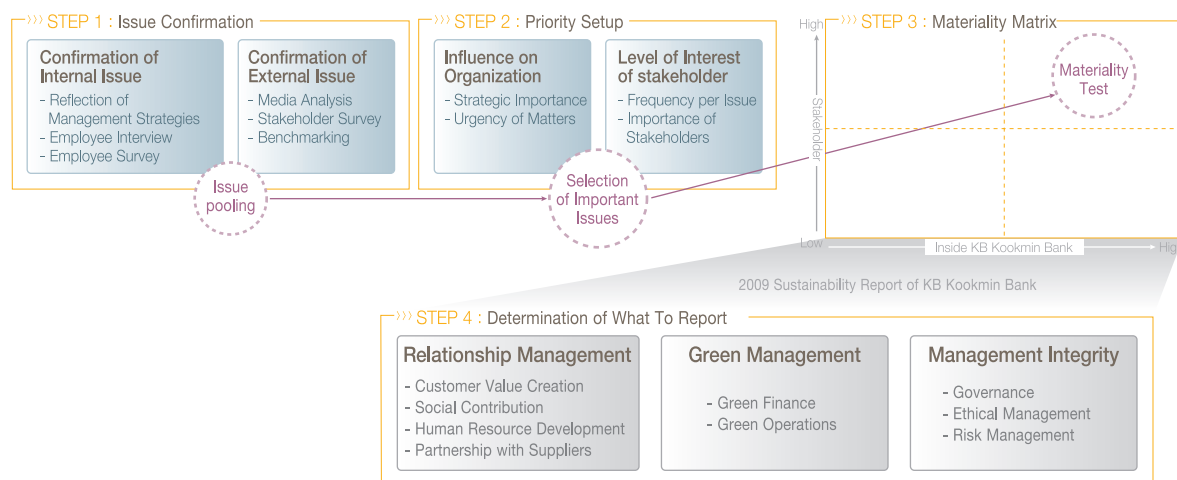 ››› STEP 1 : Issue Confirmation
Confirmation of
Internal Issue
- Reflection of
Management Strategies
- Employee Interview
- Employee Survey
Confirmation of
External Issue
- Media Analysis
- Stakeholder Survey
- Benchmarking
Issue
pooling
››› STEP 2 : Priority Setup
Influence on
Organization
- Strategic Importance
- Urgency of Matters
Level of Interest
of stakeholder
- Frequency per Issue
- Importance of
Stakeholders
Selection
of Important
Issues
››› STEP 3 : Materiality Matrix
High
Stakeholder
Low
Materiality
Test
Inside KB Kookmin Bank
Hig
2009 Sustainability Report of KB Kookmin Bank
››› STEP 4 : Determination of What To Report
Relationship Management
- Customer Value Creation
- Social Contribution
- Human Resource Development
- Partnership with Suppliers
Green Management
- Green Finance
- Green Operations
Management Integrity
- Governance
- Ethical Management
- Risk Management